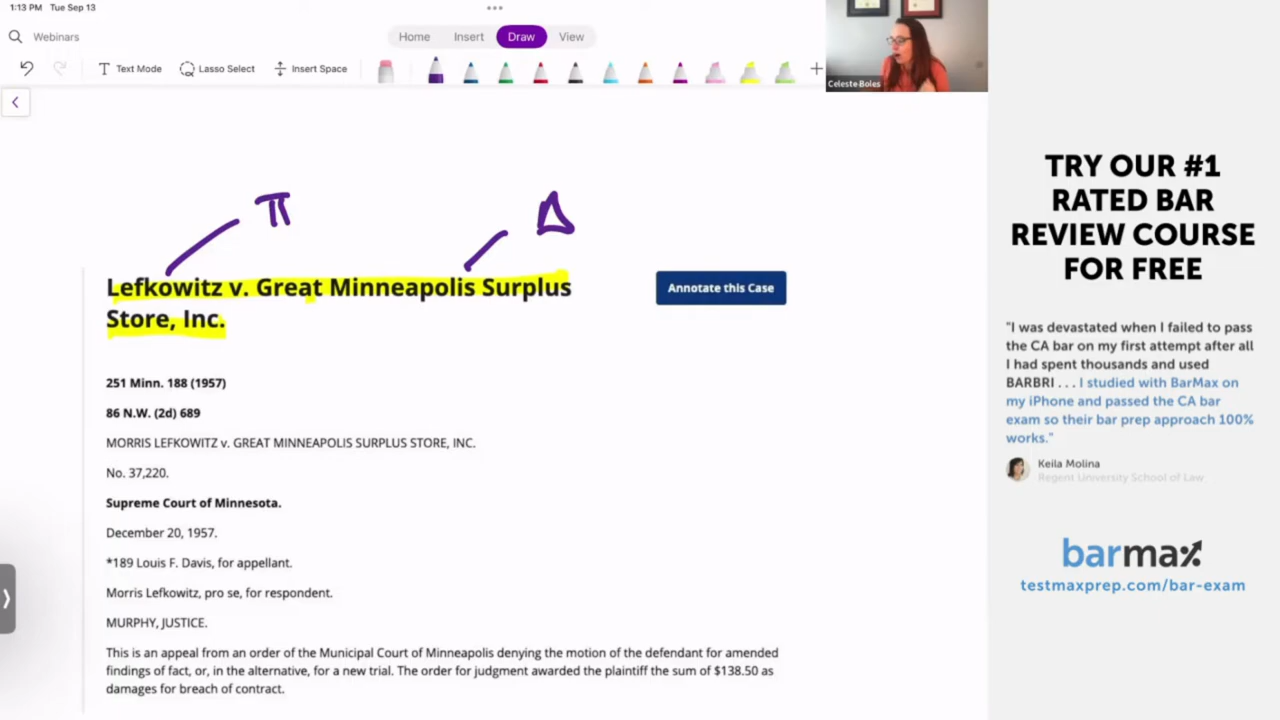 1:13 PM Tue Sep 13
Webinars
Home Insert Draw View
Text Mode Lasso Select Insert Space
Celeste Boles
π Δ
Lefkowitz v. Great Minneapolis Surplus
Store, Inc.
Annotate this Case
251 Minn. 188 (1957)
86 N.W. (2d) 689
MORRIS LEFKOWITZ v. GREAT MINNEAPOLIS SURPLUS STORE, INC.
No. 37,220.
Supreme Court of Minnesota.
December 20, 1957.
*189 Louis F. Davis, for appellant.
Morris Lefkowitz, pro se, for respondent.
MURPHY, JUSTICE.
This is an appeal from an order of the Municipal Court of Minneapolis denying the motion of the defendant for amended
findings of fact, or, in the alternative, for a new trial. The order for judgment awarded the plaintiff the sum of $138.50 as
damages for breach of contract.
TRY OUR #1
RATED BAR
REVIEW COURSE
FOR FREE
"I was devastated when I failed to pass
the CA bar on my first attempt after all
I had spent thousands and used
BARBRI . . . I studied with BarMax on
my iPhone and passed the CA bar
exam so their bar prep approach 100%
works."
Keila Molina
Regent University School of Law
barmax
testmaxprep.com/bar-exam